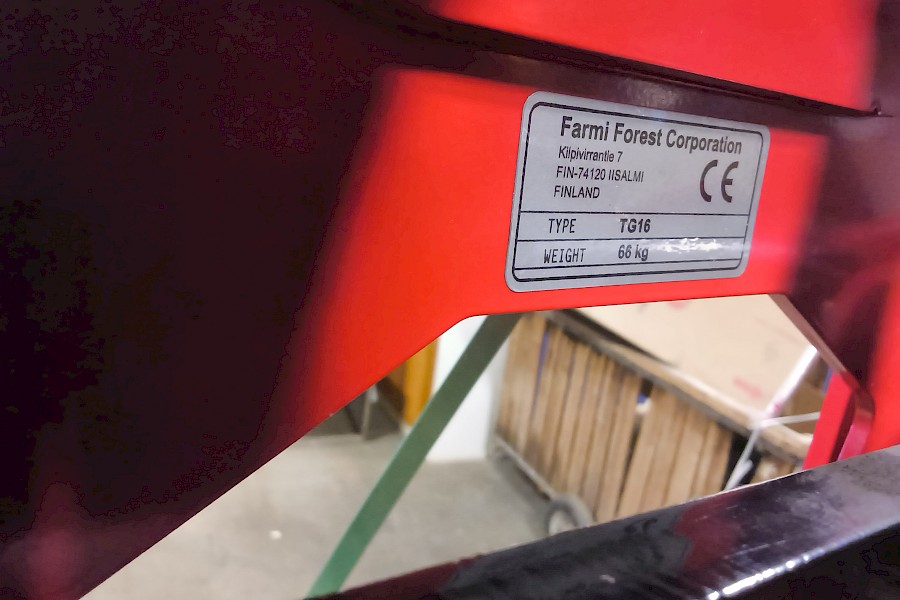 Farmi Forest Corporation
Kilpivirrantie 7
FIN-74120 IISALMI
FINLAND
CE
TYPE TG16
WEIGHT 66 kg